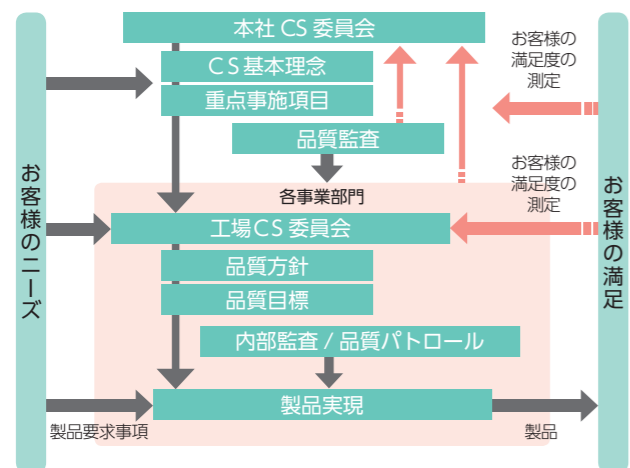 本社 CS 委員会
CS基本理念
重点事施項目
品質監査
お客様の
満足度の
測定
お客様の
満足度の
測定
お客様のニーズ
お客様の満足
各事業部門
工場CS 委員会
品質方針
品質目標
内部監査 / 品質パトロール
製品実現
製品要求事項
製品